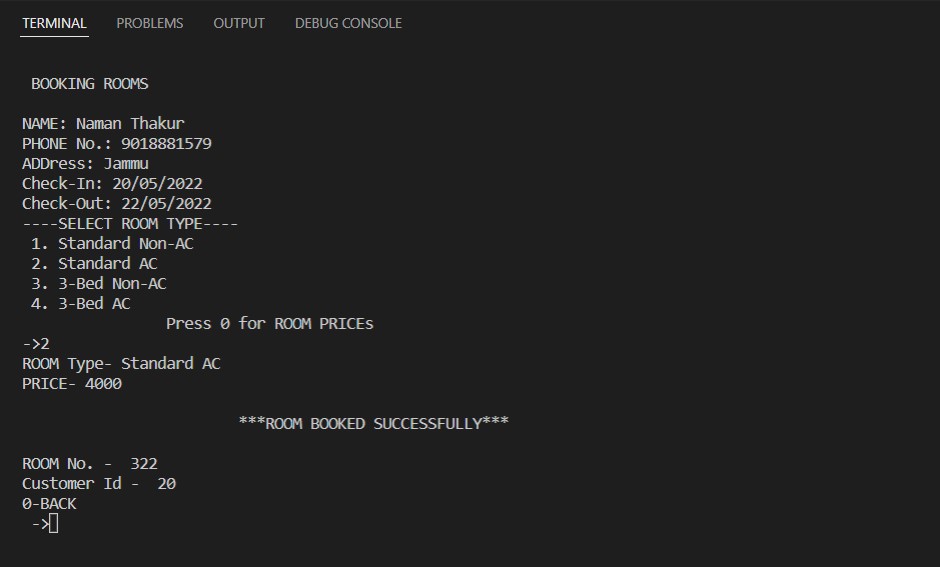 TERMINAL PROBLEMS OUTPUT DEBUG CONSOLE
BOOKING ROOMS
NAME: Naman Thakur
PHONE No.: 9018881579
ADDress: Jammu
Check-In: 20/05/2022
Check-Out: 22/05/2022
----SELECT ROOM TYPE----
1. Standard Non-AC
2. Standard AC
3. 3-Bed Non-AC
4. 3-Bed AC
Press 0 for ROOM PRICEs
->2
ROOM Type- Standard AC
PRICE- 4000
***ROOM BOOKED SUCCESSFULLY***
ROOM No. -  322
Customer Id -  20
0-BACK
->